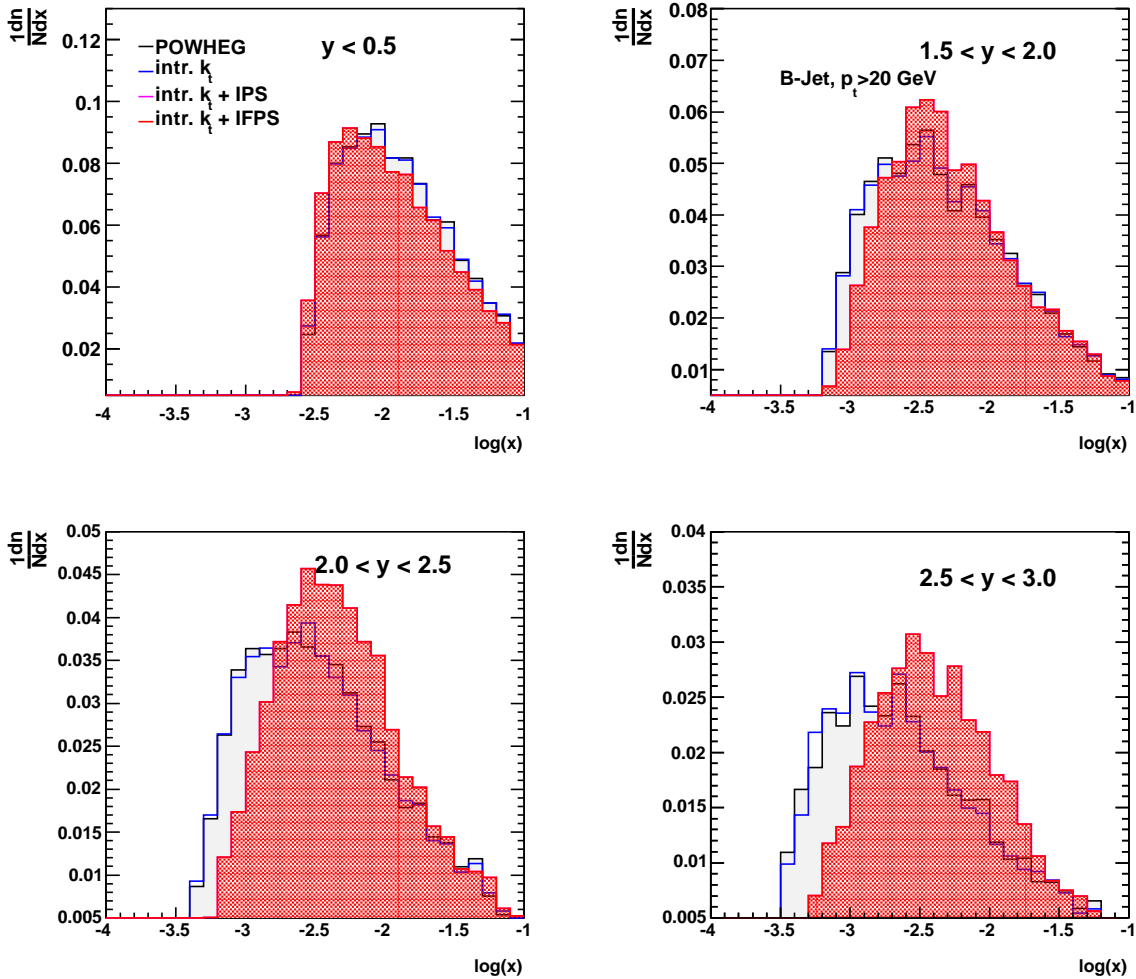 1dn
Ndx
0.12
0.1
0.08
0.06
0.04
0.02
y < 0.5
POWHEG
intr. k_t
intr. k_t + IPS
intr. k_t + IFPS
-4 -3.5 -3 -2.5 -2 -1.5 -1
log(x)
1dn
Ndx
0.08
0.07
0.06
0.05
0.04
0.03
0.02
0.01
1.5 < y < 2.0
B-Jet, p_t>20 GeV
-4 -3.5 -3 -2.5 -2 -1.5 -1
log(x)
1dn
Ndx
0.05
0.045
0.04
0.035
0.03
0.025
0.02
0.015
0.01
0.005
2.0 < y < 2.5
-4 -3.5 -3 -2.5 -2 -1.5 -1
log(x)
1dn
Ndx
0.04
0.035
0.03
0.025
0.02
0.015
0.01
0.005
2.5 < y < 3.0
-4 -3.5 -3 -2.5 -2 -1.5 -1
log(x)